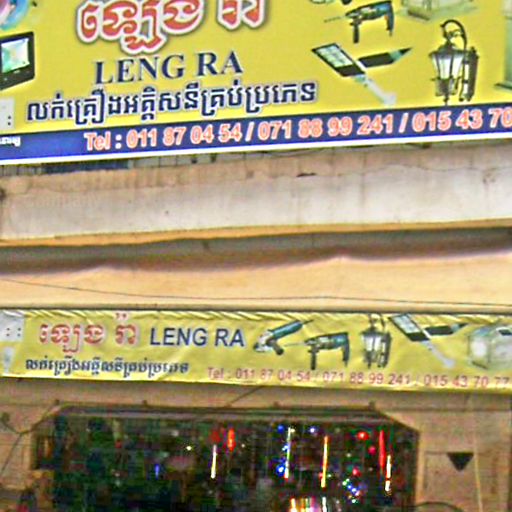 ឡេង រ៉ា
LENG RA
លក់គ្រឿងអគ្គិសនីគ្រប់ប្រភេទ
Tel : 011 87 04 54 / 071 88 99 241 / 015 43 70
ឡេង រ៉ា LENG RA
លក់គ្រឿងអគ្គិសនីគ្រប់ប្រភេទ
Tel : 011 87 04 54 / 071 88 99 241 / 015 43 70 77